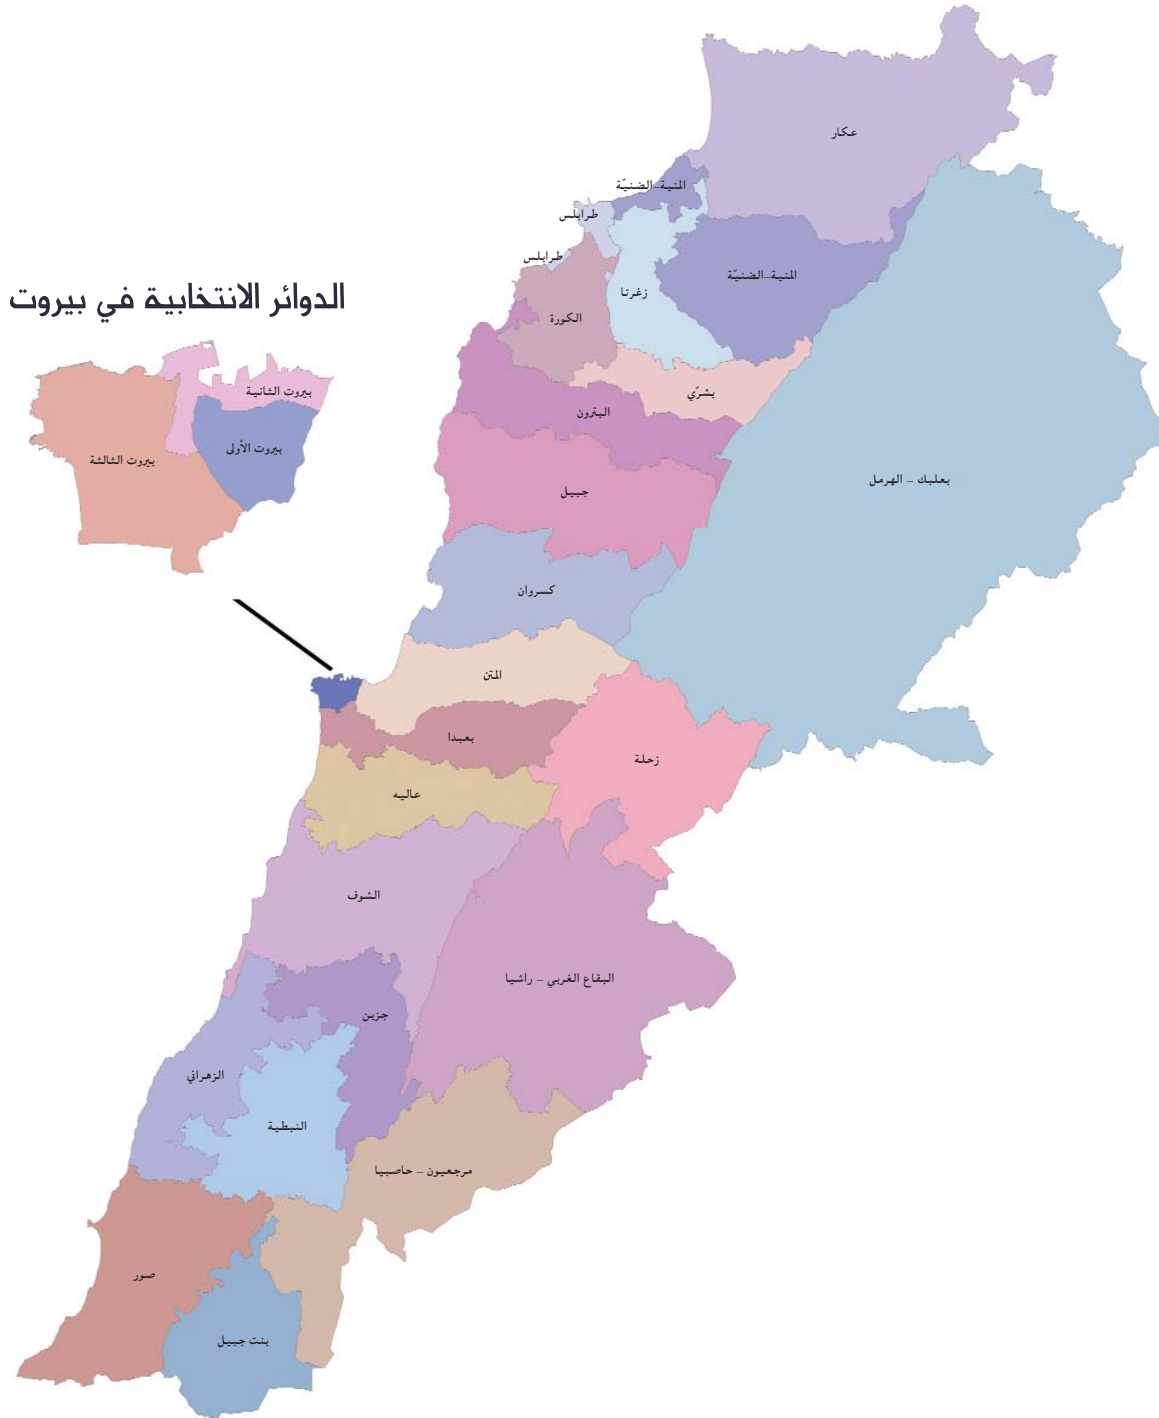 عكار
المنية-الضنيّة
طرابلس
طرابلس
المنية-الضنيّة
زغرتا
الكورة
بشرّي
البترون
جبيل
بعلبك - الهرمل
كسروان
المتن
بعبدا
زحلة
عاليه
الشوف
البقاع الغربي - راشيا
جزين
الزهراني
النبطية
مرجعيون - حاصبيا
صور
بنت جبيل
الدوائر الانتخابية في بيروت
بيروت الثانية
بيروت الأولى
بيروت الثالثة